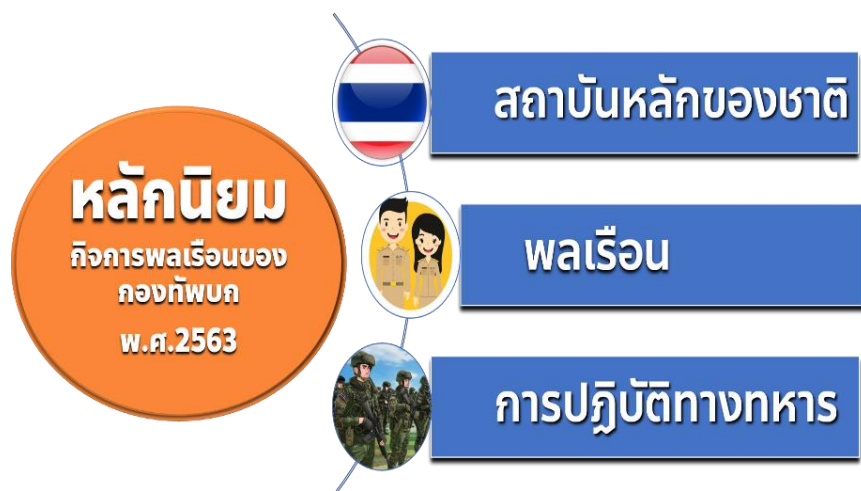 หลักนิยม
กิจการพลเรือนของ
กองทัพบก
พ.ศ.2563
สถาบันหลักของชาติ
พลเรือน
การปฏิบัติทางทหาร